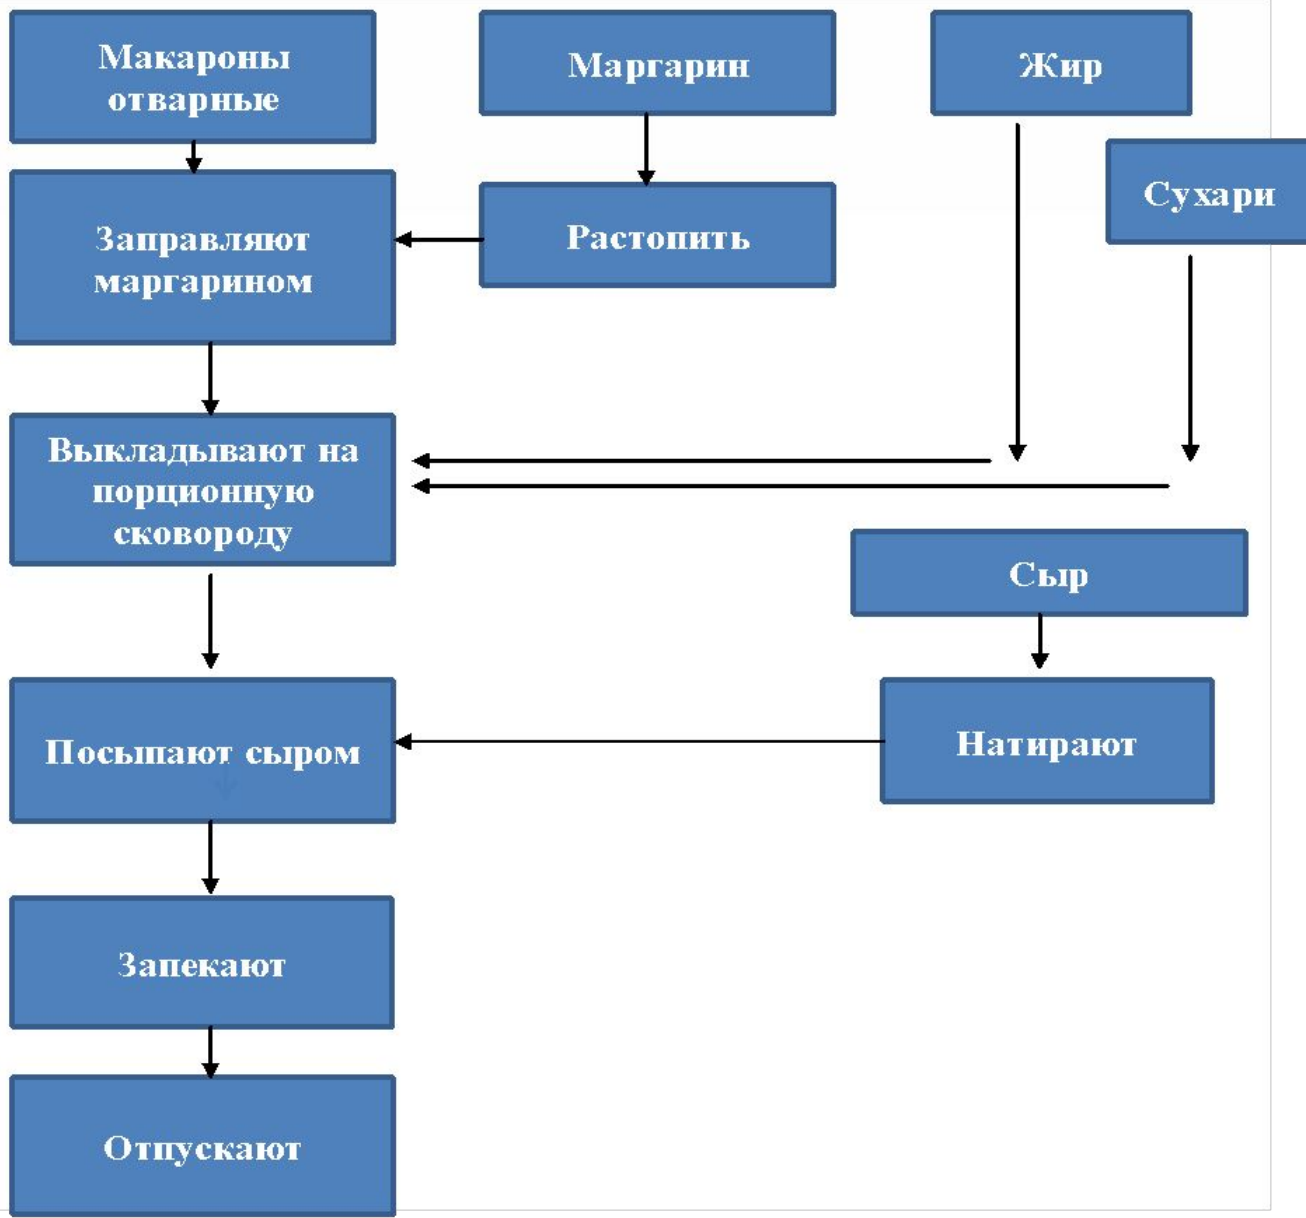 Макароны
отварные
Маргарин
Жир
Сухари
Заправляют
маргарином
Растопить
Выкладывают на
порционную
сковороду
Сыр
Посыпают сыром
Натирают
Запекают
Отпускают